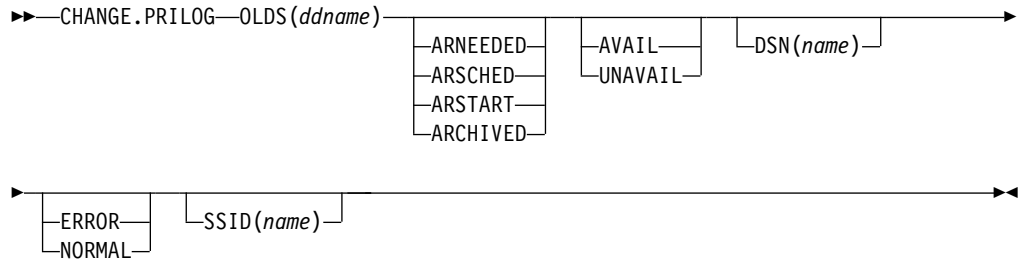 CHANGE.PRILOG OLDS(ddname)
ARNEEDED
ARSCHED
ARSTART
ARCHIVED
AVAIL
UNAVAIL
DSN(name)
ERROR
NORMAL
SSID(name)